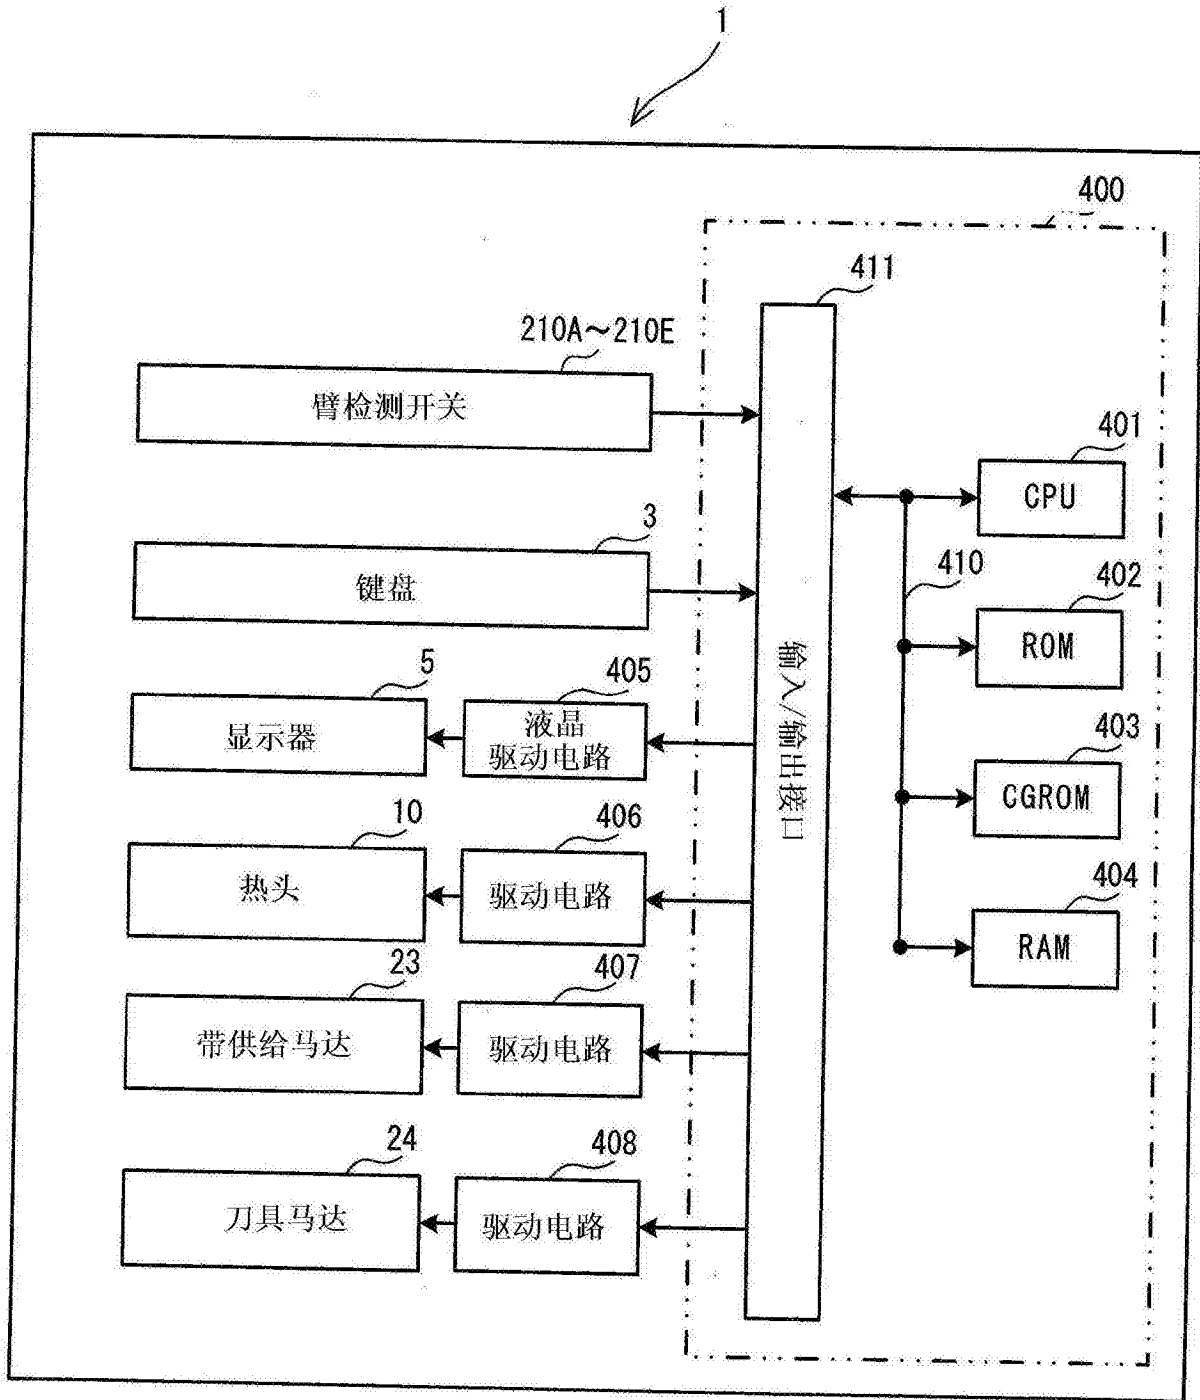 1
400
411
210A～210E
臂检测开关
401
CPU
3
键盘
410
402
ROM
输入/输出接口
5
显示器
405
液晶
驱动电路
403
CGROM
10
热头
406
驱动电路
404
RAM
23
带供给马达
407
驱动电路
24
刀具马达
408
驱动电路